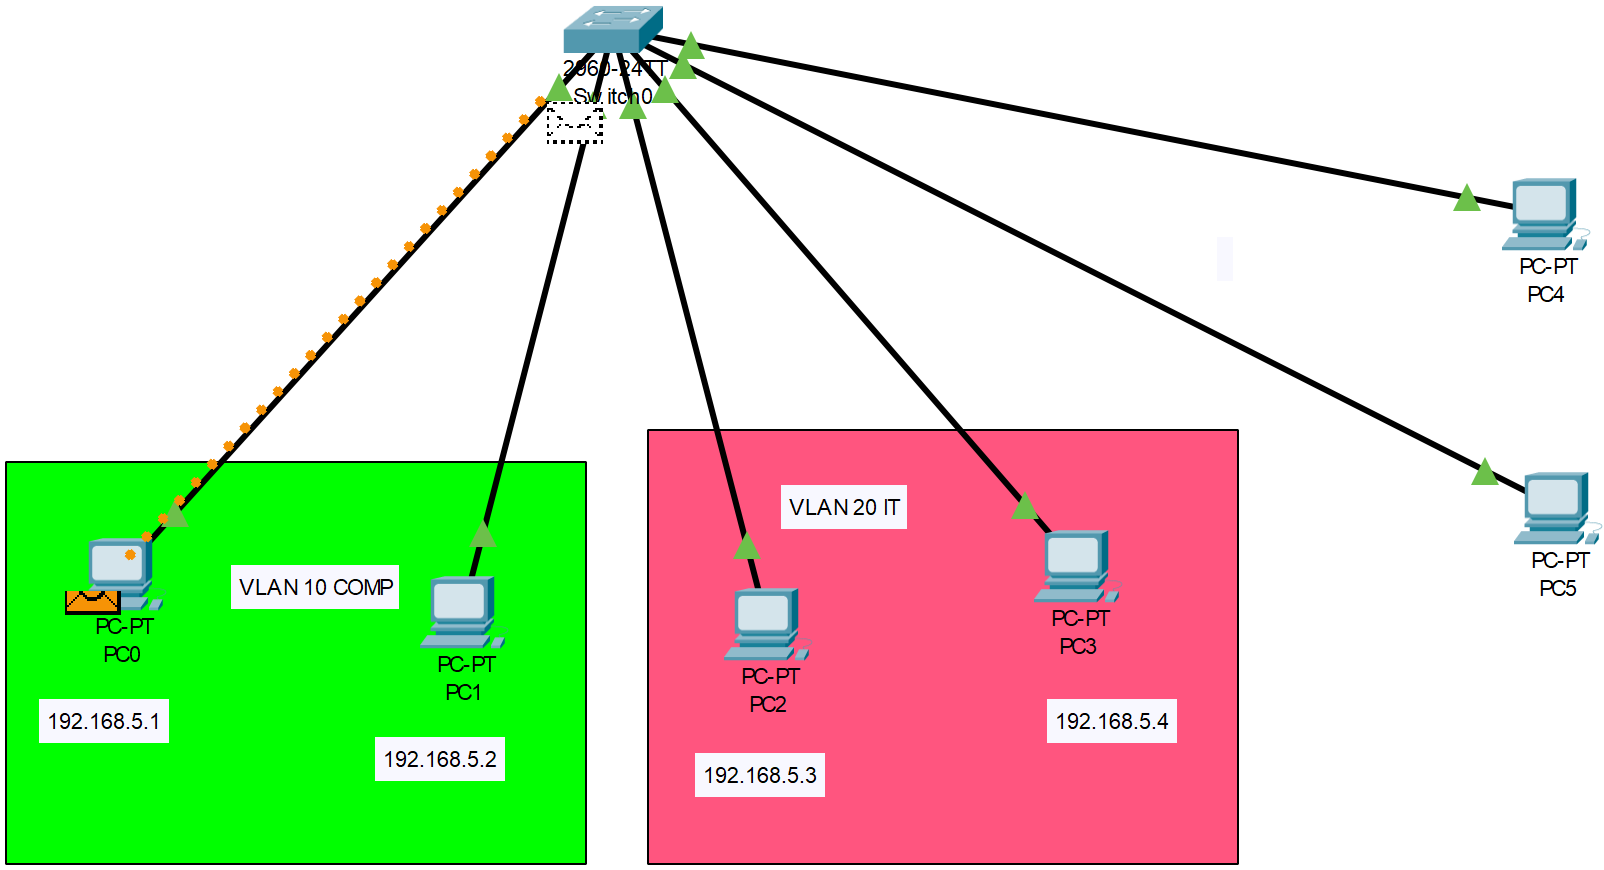 2960-24TT
Switch0
PC-PT
PC4
VLAN 20 IT
PC-PT
PC5
VLAN 10 COMP
PC-PT
PC0
PC-PT
PC1
PC-PT
PC2
PC-PT
PC3
192.168.5.1
192.168.5.2
192.168.5.3
192.168.5.4